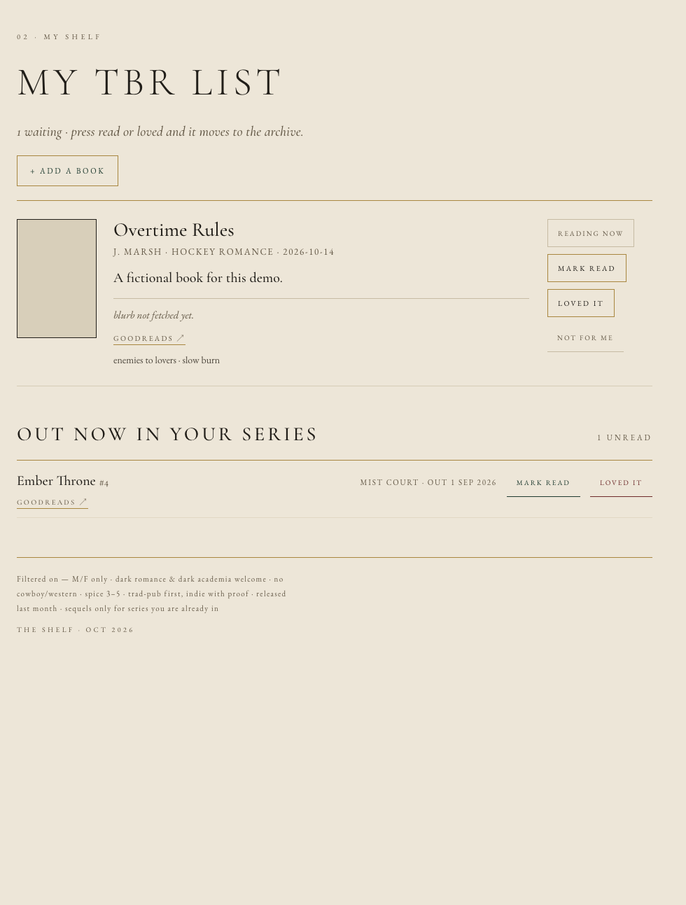 02 · MY SHELF
MY TBR LIST
1 waiting · press read or loved and it moves to the archive.
+ ADD A BOOK
Overtime Rules
J. MARSH · HOCKEY ROMANCE · 2026-10-14
A fictional book for this demo.
blurb not fetched yet.
GOODREADS ↗
enemies to lovers · slow burn
READING NOW
MARK READ
LOVED IT
NOT FOR ME
OUT NOW IN YOUR SERIES
1 UNREAD
Ember Throne #4
MIST COURT · OUT 1 SEP 2026
MARK READ
LOVED IT
GOODREADS ↗
Filtered on — M/F only · dark romance & dark academia welcome · no
cowboy/western · spice 3–5 · trad-pub first, indie with proof · released
last month · sequels only for series you are already in
THE SHELF · OCT 2026